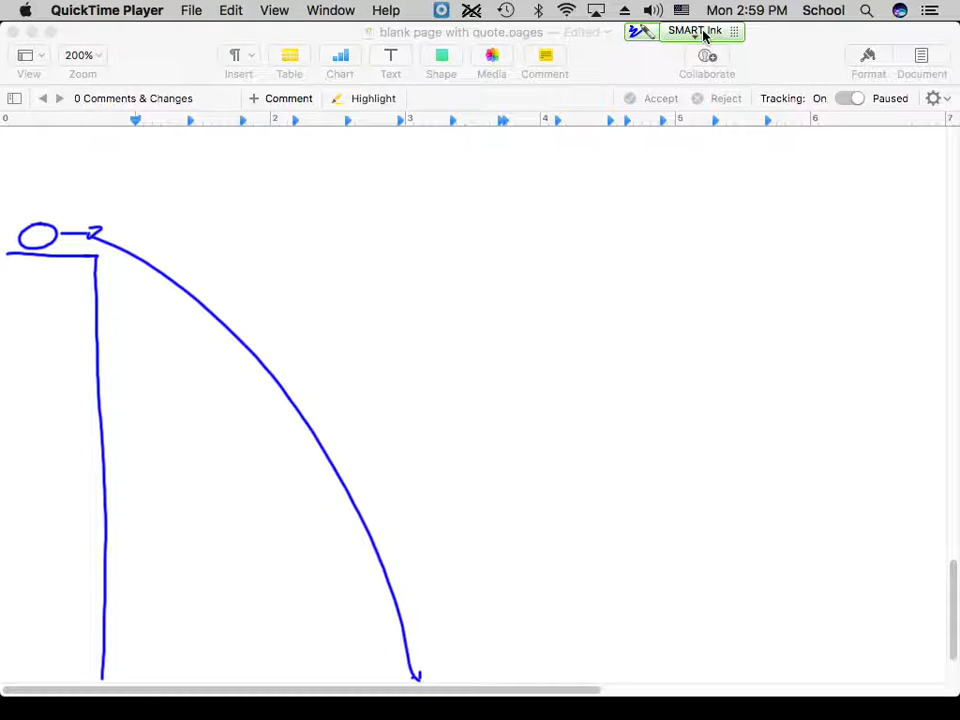 QuickTime Player File Edit View Window Help Mon 2:59 PM School
blank page with quote.pages — Edited
SMART Ink
200%
View Zoom Insert Table Chart Text Shape Media Comment Collaborate Format Document
0 Comments & Changes + Comment Highlight Accept Reject Tracking: On Paused
0 2 3 4 5 6 7